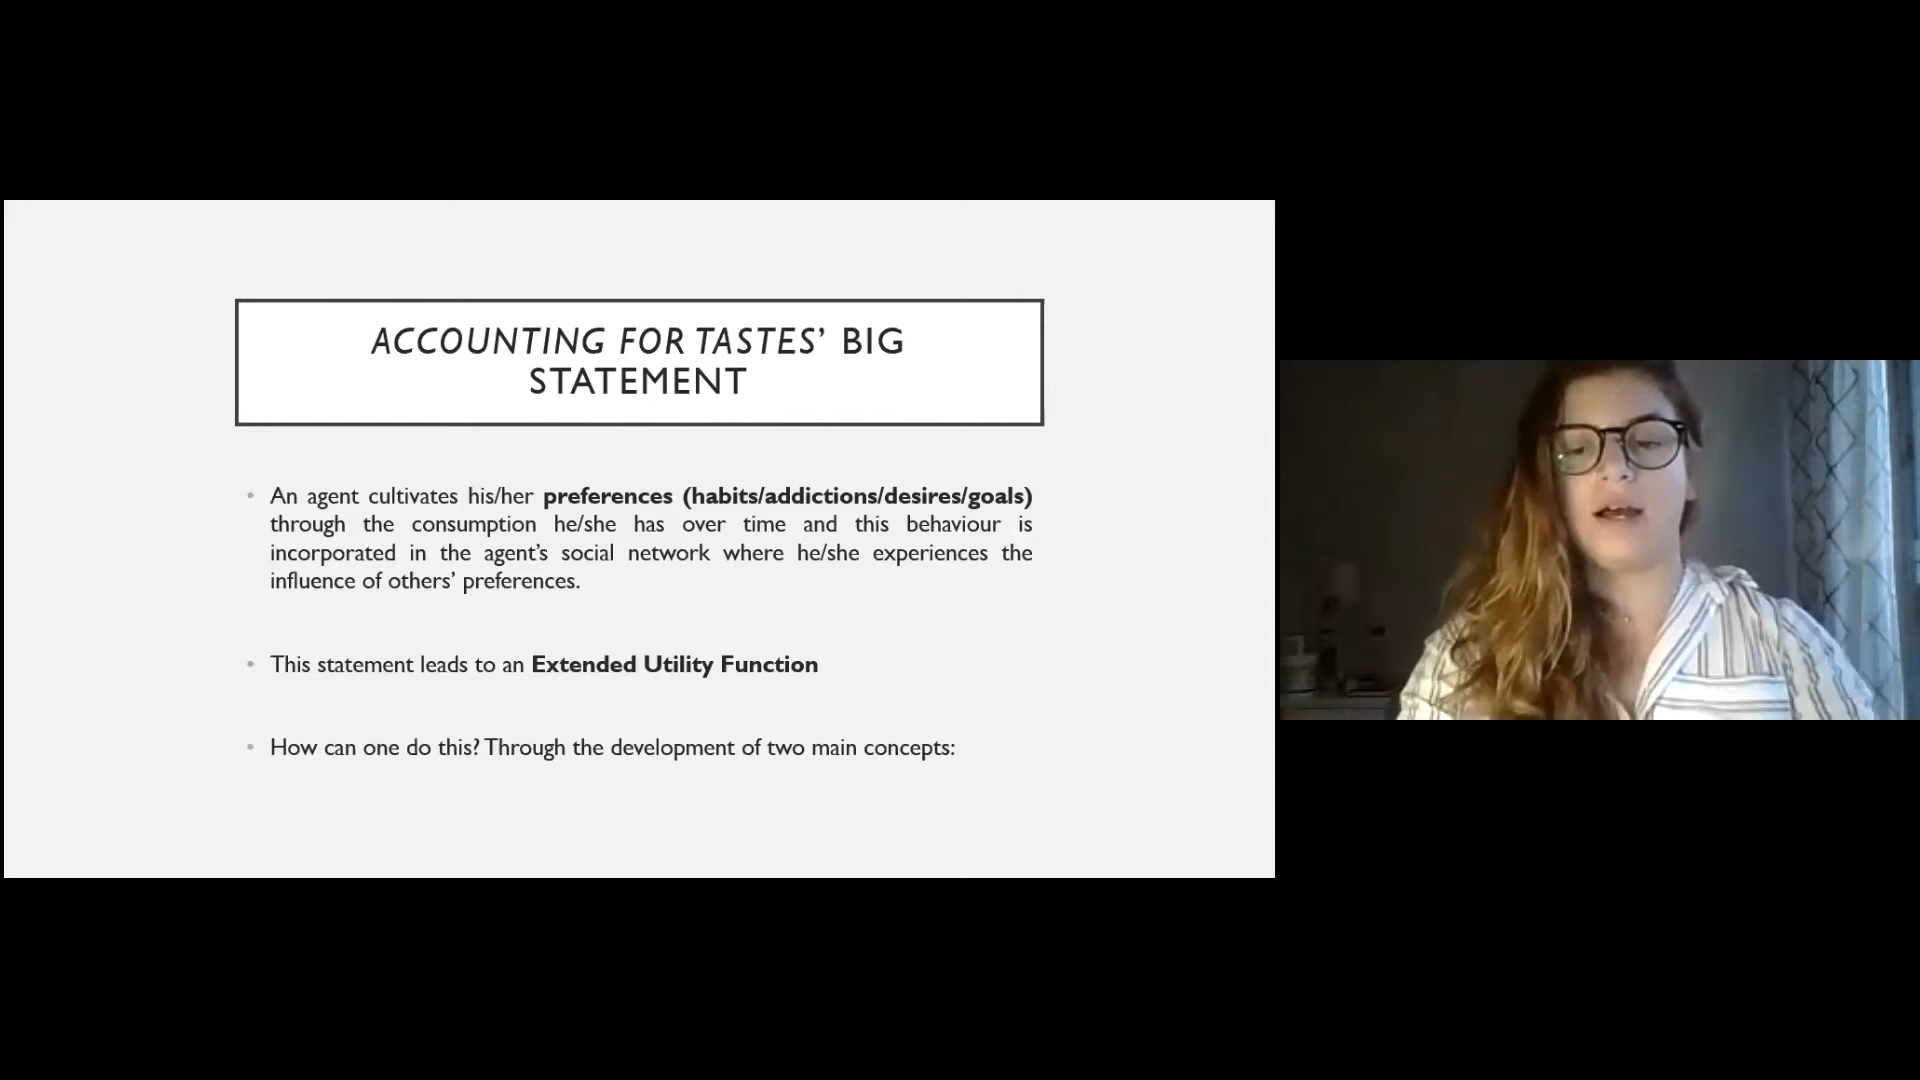 ACCOUNTING FOR TASTES’ BIG
STATEMENT
• An agent cultivates his/her preferences (habits/addictions/desires/goals)
through the consumption he/she has over time and this behaviour is
incorporated in the agent’s social network where he/she experiences the
influence of others’ preferences.
• This statement leads to an Extended Utility Function
• How can one do this? Through the development of two main concepts: